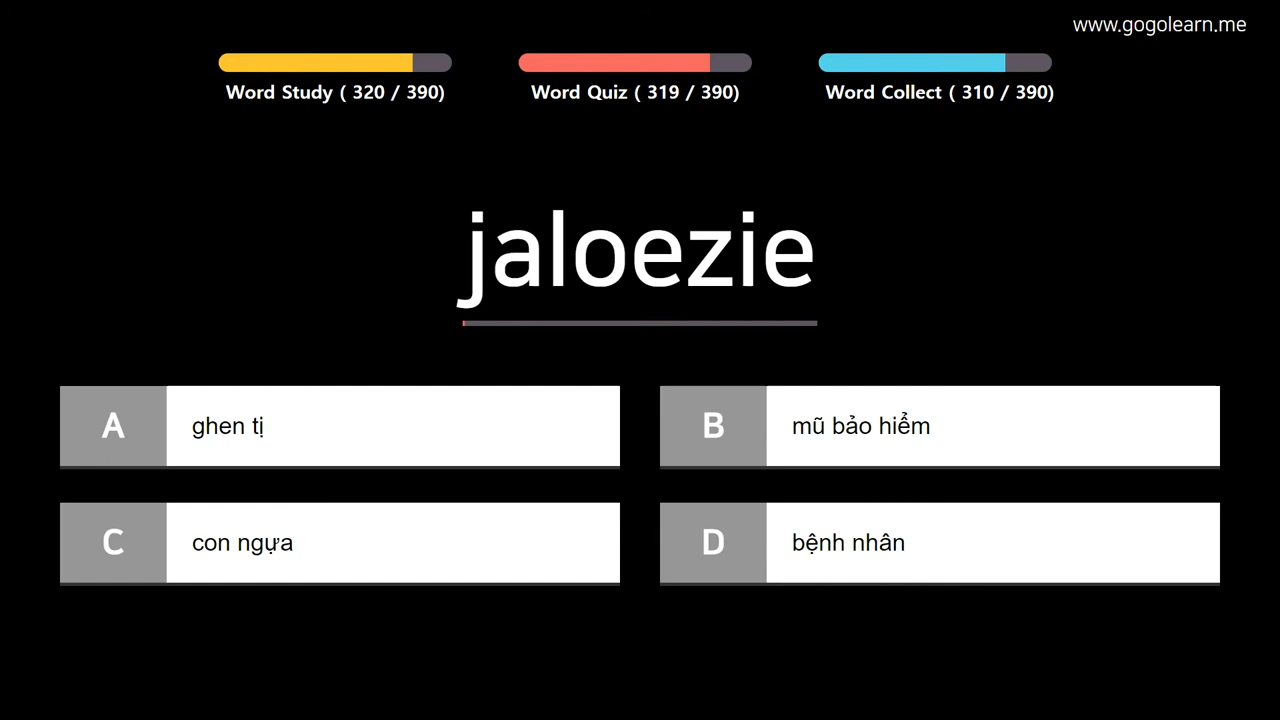 www.gogolearn.me
Word Study ( 320 / 390)
Word Quiz ( 319 / 390)
Word Collect ( 310 / 390)
jaloezie
A ghen tị
B mũ bảo hiểm
C con ngựa
D bệnh nhân